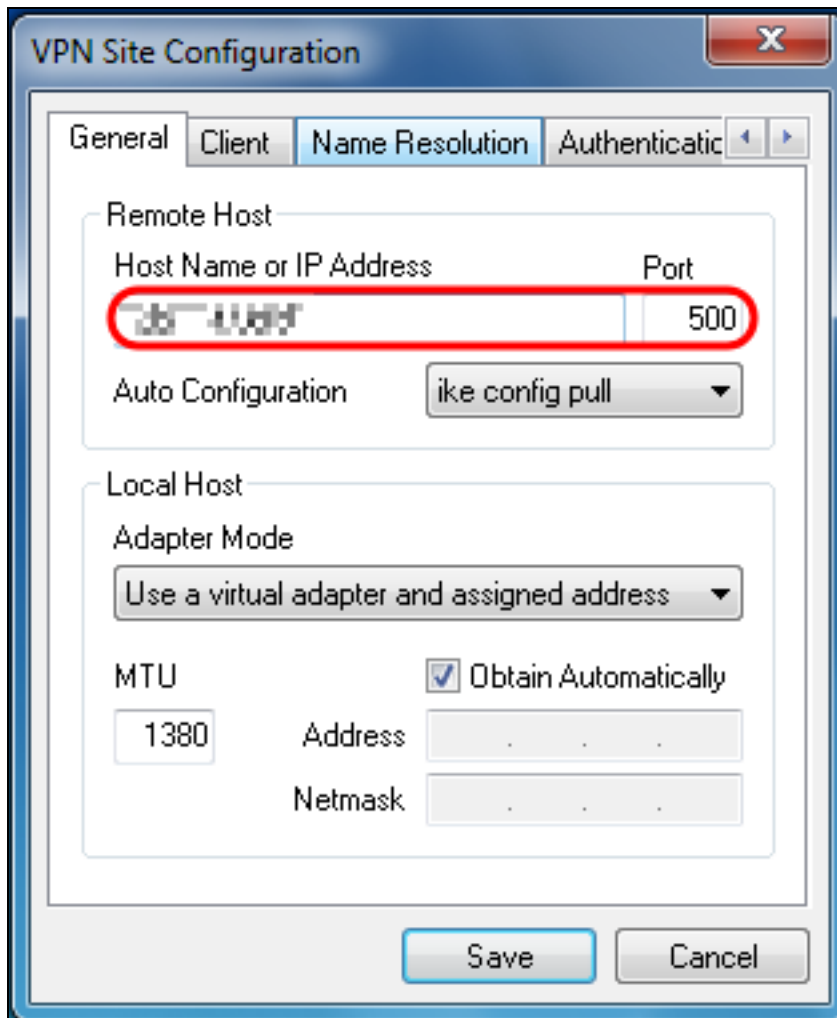 VPN Site Configuration
General Client Name Resolution Authenticatic
Remote Host
Host Name or IP Address Port
500
Auto Configuration ike config pull
Local Host
Adapter Mode
Use a virtual adapter and assigned address
MTU Obtain Automatically
1380 Address . . .
Netmask . . .
Save Cancel